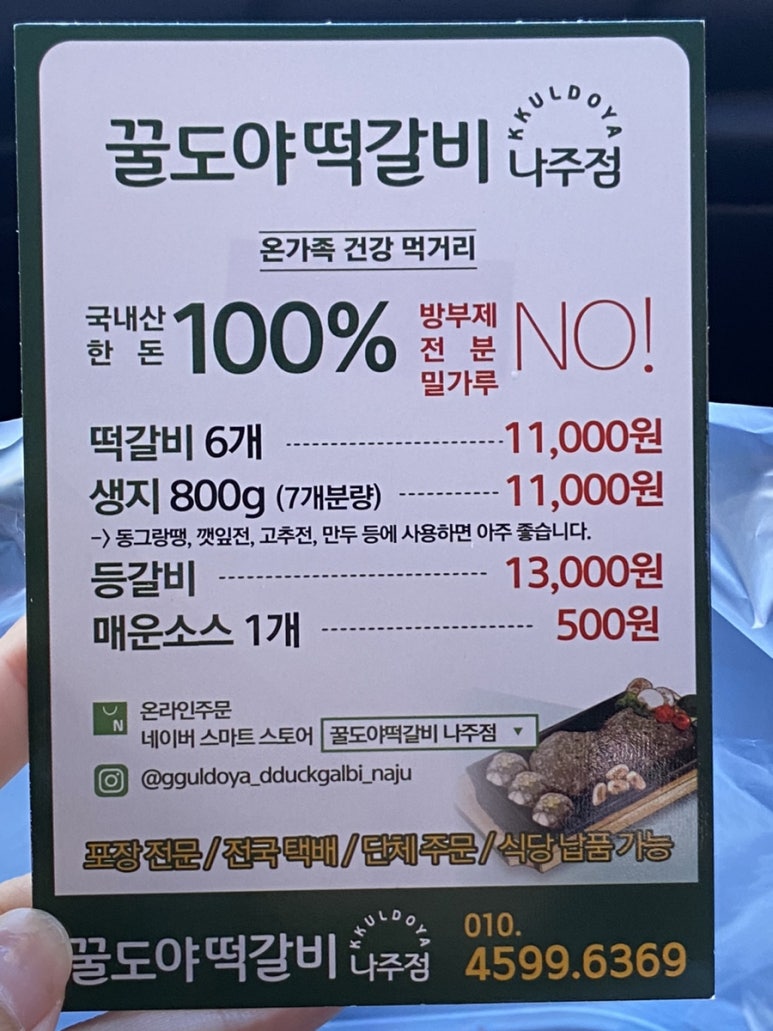 꿀도야떡갈비 KKULDOYA 나주점
온가족 건강 먹거리
국내산 한 돈 100% 방부제 전 분 밀가루 NO!
떡갈비 6개 11,000원
생지 800g (7개분량) 11,000원
-> 동그랑땡, 깻잎전, 고추전, 만두 등에 사용하면 아주 좋습니다.
등갈비 13,000원
매운소스 1개 500원
N 온라인주문
네이버 스마트 스토어 꿀도야떡갈비 나주점 ▼
@gguldoya_dduckgalbi_naju
포장 전문 / 전국 택배 / 단체 주문 / 식당 납품 가능
꿀도야떡갈비 KKULDOYA 나주점 010.
4599.6369